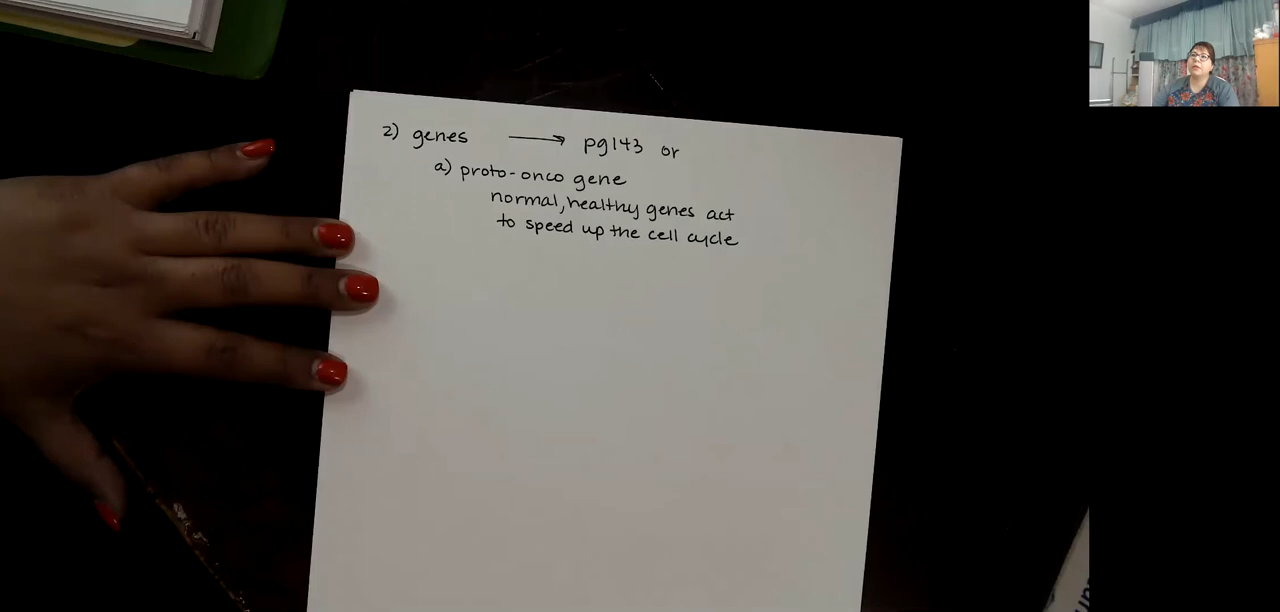 2) genes → pg143 or
a) proto-onco gene
normal, healthy genes act
to speed up the cell cycle